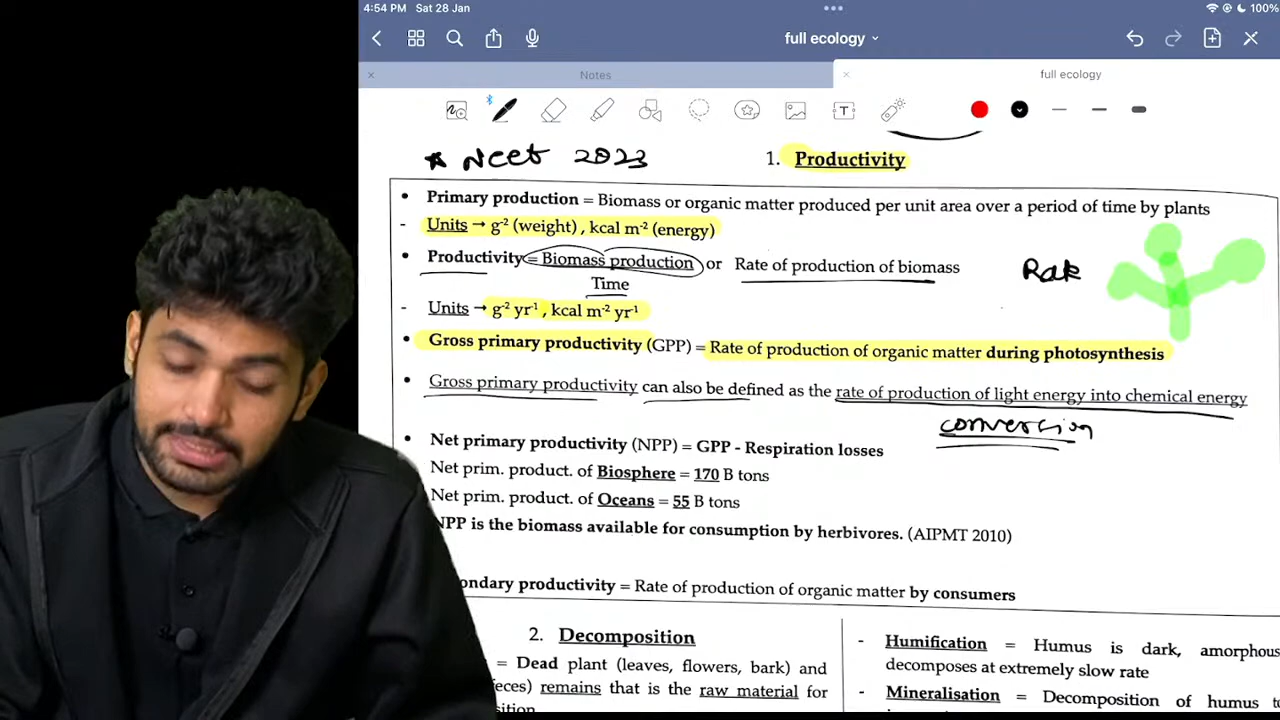 4:54 PM Sat 28 Jan
100%
full ecology
Notes
full ecology
T
★ Neet 2023
1. Productivity
• Primary production = Biomass or organic matter produced per unit area over a period of time by plants
- Units → g⁻² (weight) , kcal m⁻² (energy)
• Productivity = Biomass production or Rate of production of biomass
Time
Rate
- Units → g⁻² yr⁻¹ , kcal m⁻² yr⁻¹
• Gross primary productivity (GPP) = Rate of production of organic matter during photosynthesis
• Gross primary productivity can also be defined as the rate of production of light energy into chemical energy
conversion
• Net primary productivity (NPP) = GPP - Respiration losses
Net prim. product. of Biosphere = 170 B tons
Net prim. product. of Oceans = 55 B tons
NPP is the biomass available for consumption by herbivores. (AIPMT 2010)
ondary productivity = Rate of production of organic matter by consumers
2. Decomposition
= Dead plant (leaves, flowers, bark) and
eces) remains that is the raw material for
- Humification = Humus is dark, amorphous
decomposes at extremely slow rate
- Mineralisation = Decomposition of humus